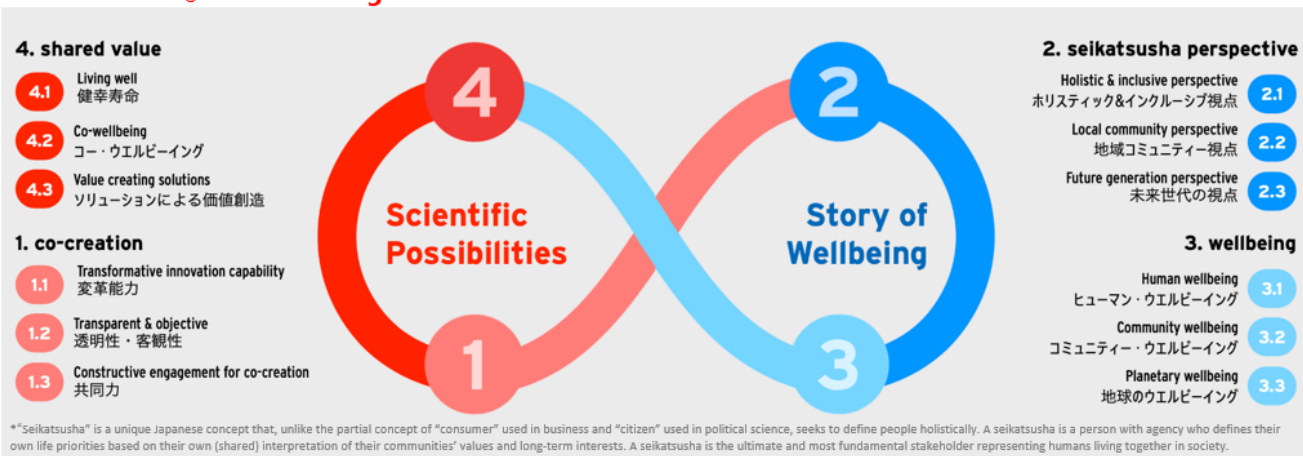 4. shared value
4.1
Living well
健幸寿命
4.2
Co-wellbeing
コー・ウエルビーイング
4.3
Value creating solutions
ソリューションによる価値創造
1. co-creation
1.1
Transformative innovation capability
変革能力
1.2
Transparent & objective
透明性・客観性
1.3
Constructive engagement for co-creation
共同力
4
2
Scientific
Possibilities
Story of
Wellbeing
1
3
2. seikatsusha perspective
Holistic & inclusive perspective
ホリスティック&インクルーシブ視点
2.1
Local community perspective
地域コミュニティー視点
2.2
Future generation perspective
未来世代の視点
2.3
3. wellbeing
Human wellbeing
ヒューマン・ウエルビーイング
3.1
Community wellbeing
コミュニティー・ウエルビーイング
3.2
Planetary wellbeing
地球のウエルビーイング
3.3
*"Seikatsusha" is a unique Japanese concept that, unlike the partial concept of "consumer" used in business and "citizen" used in political science, seeks to define people holistically. A seikatsusha is a person with agency who defines their
own life priorities based on their own (shared) interpretation of their communities' values and long-term interests. A seikatsusha is the ultimate and most fundamental stakeholder representing humans living together in society.